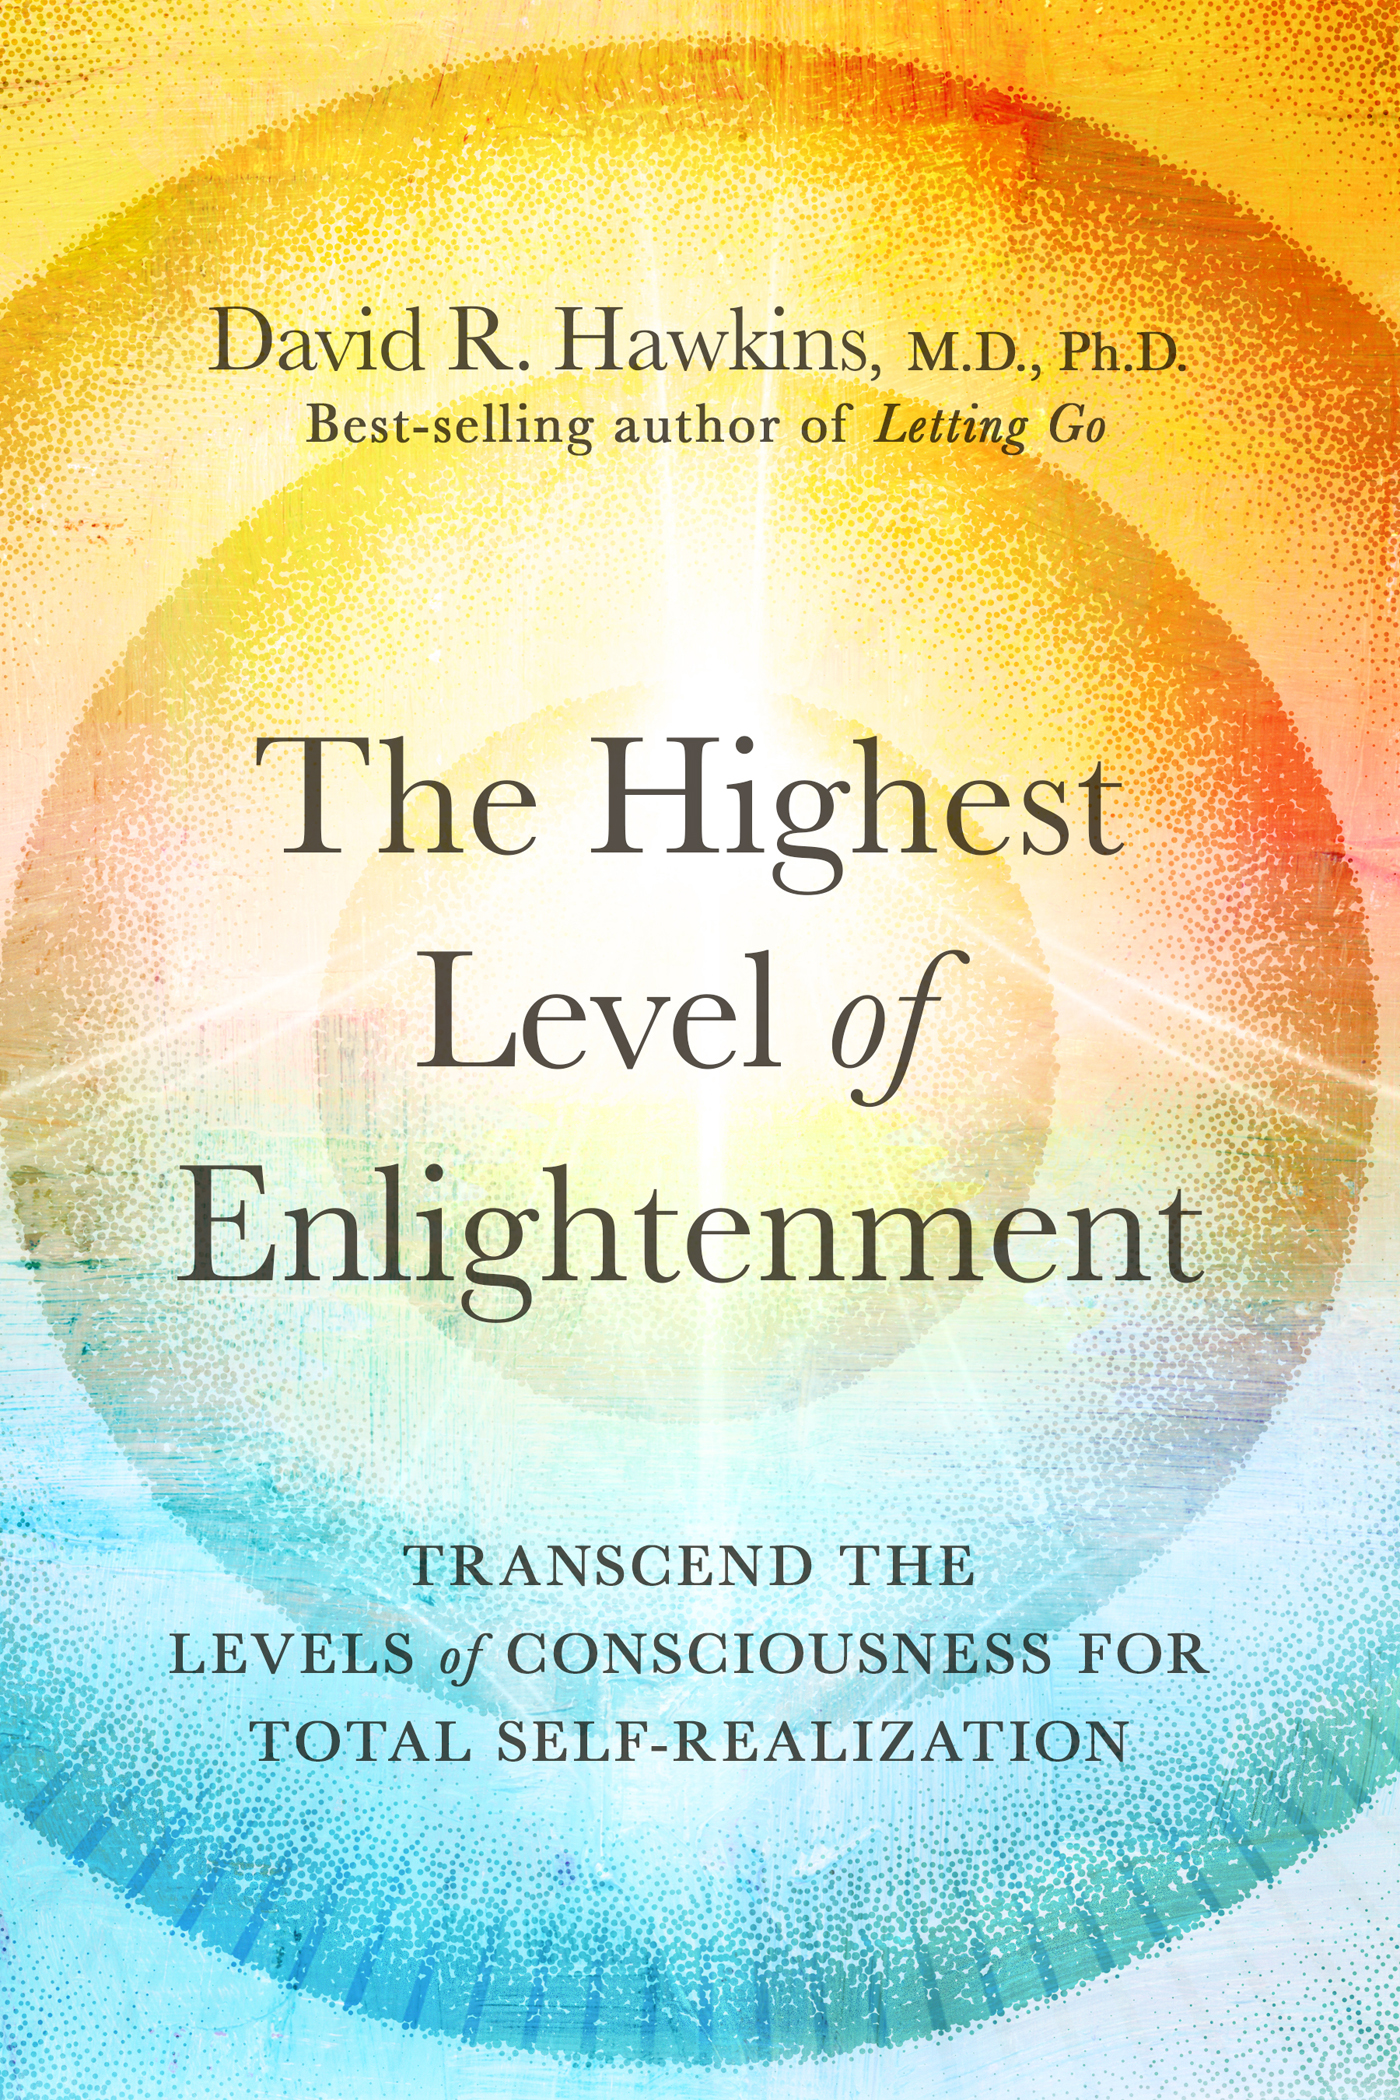 David R. Hawkins, M.D., Ph.D.
Best-selling author of Letting Go
The Highest
Level of
Enlightenment
TRANSCEND THE
LEVELS of CONSCIOUSNESS FOR
TOTAL SELF-REALIZATION